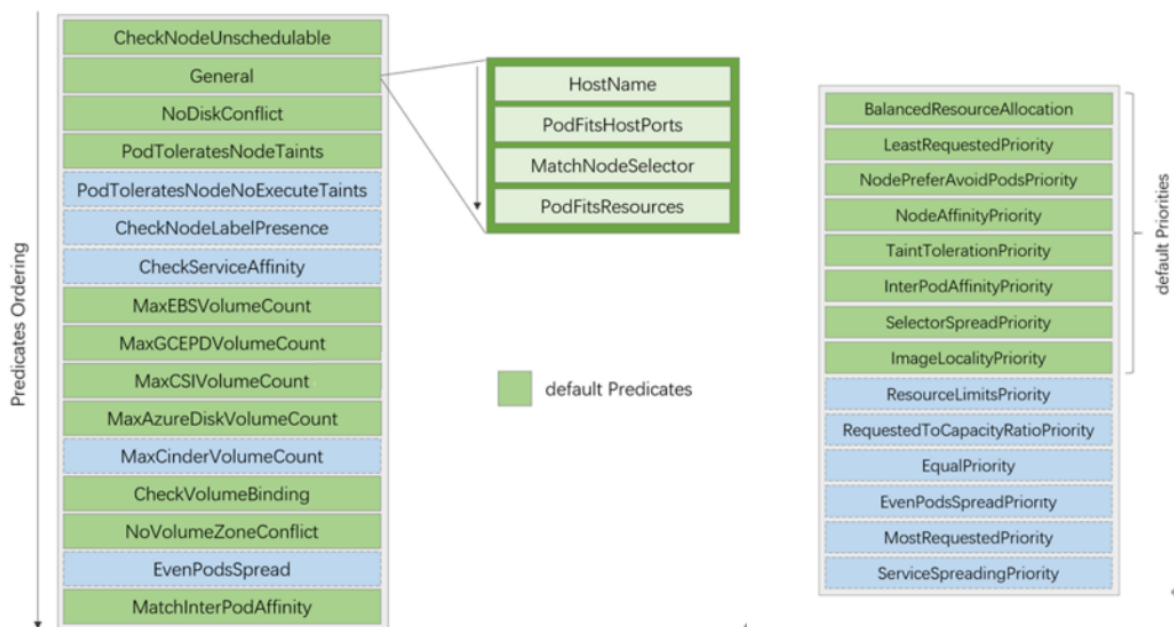 Predicates Ordering
CheckNodeUnschedulable
General
NoDiskConflict
PodToleratesNodeTaints
PodToleratesNodeNoExecuteTaints
CheckNodeLabelPresence
CheckServiceAffinity
MaxEBSVolumeCount
MaxGCEPDVolumeCount
MaxCSIVolumeCount
MaxAzureDiskVolumeCount
MaxCinderVolumeCount
CheckVolumeBinding
NoVolumeZoneConflict
EvenPodsSpread
MatchInterPodAffinity
HostName
PodFitsHostPorts
MatchNodeSelector
PodFitsResources
default Predicates
BalancedResourceAllocation
LeastRequestedPriority
NodePreferAvoidPodsPriority
NodeAffinityPriority
TaintTolerationPriority
InterPodAffinityPriority
SelectorSpreadPriority
ImageLocalityPriority
ResourceLimitsPriority
RequestedToCapacityRatioPriority
EqualPriority
EvenPodsSpreadPriority
MostRequestedPriority
ServiceSpreadingPriority
default Priorities